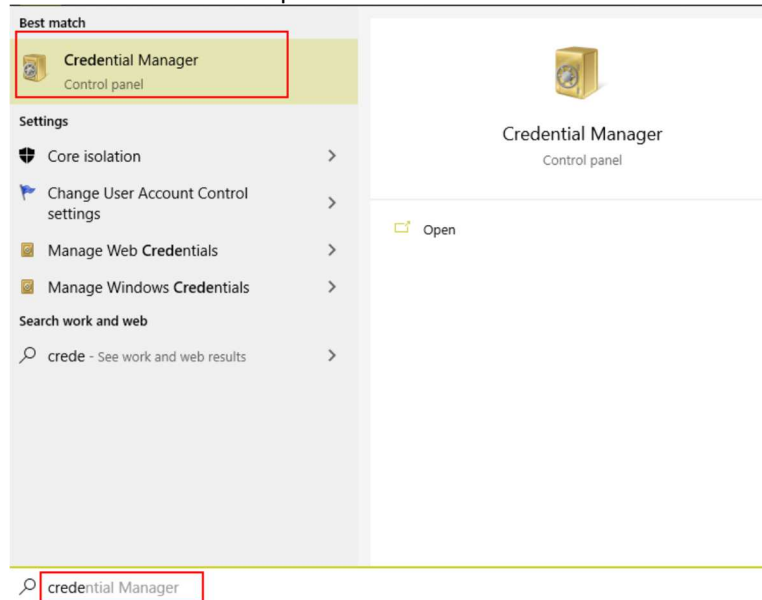 Best match
Credential Manager
Control panel
Settings
Core isolation
Change User Account Control
settings
Manage Web Credentials
Manage Windows Credentials
Search work and web
crede - See work and web results
Credential Manager
Control panel
Open
credential Manager